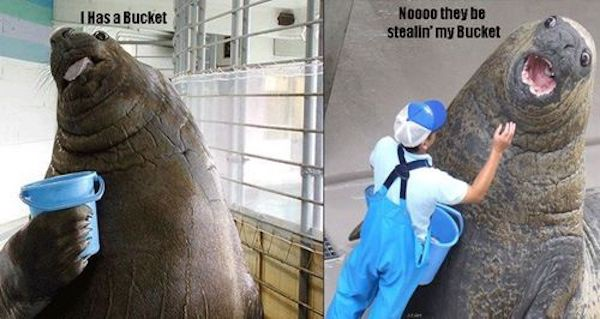 I Has a Bucket
Noooo they be
stealin' my Bucket